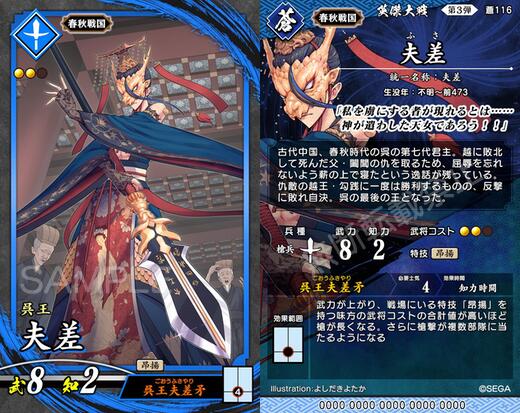 春秋戦国
SAMPLE
呉王
夫差
昂揚
武8 知2
ごおうふさやり
呉王夫差矛
4
蒼
英傑大戦 第3弾 蒼116
春秋戦国
ふさ
夫差
統一名称:夫差
生没年:不明~前473
「私を虜にする者が現れるとは……
神が遣わした天女であろう!!」
古代中国、春秋時代の呉の第七代君主。越に敗北
して死んだ父・闔閭の仇を取るため、屈辱を忘れ
ないよう薪の上で寝たという逸話が残っている。
仇敵の越王・勾践に一度は勝利するものの、反撃
に敗れ自決。呉の最後の王となった。
兵種 武力 知力 武将コスト
槍兵 8 2 特技 昂揚
必要士気 効果時間
呉王夫差矛 4 知力時間
効果範囲
武力が上がり、戦場にいる特技「昂揚」を持
つ味方の武将コストの合計値が高いほど
槍が長くなる。さらに槍撃が複数部隊に当
たるようになる
Illustration:よしだきよたか ©SEGA
0000 0000 0000 0000 0000